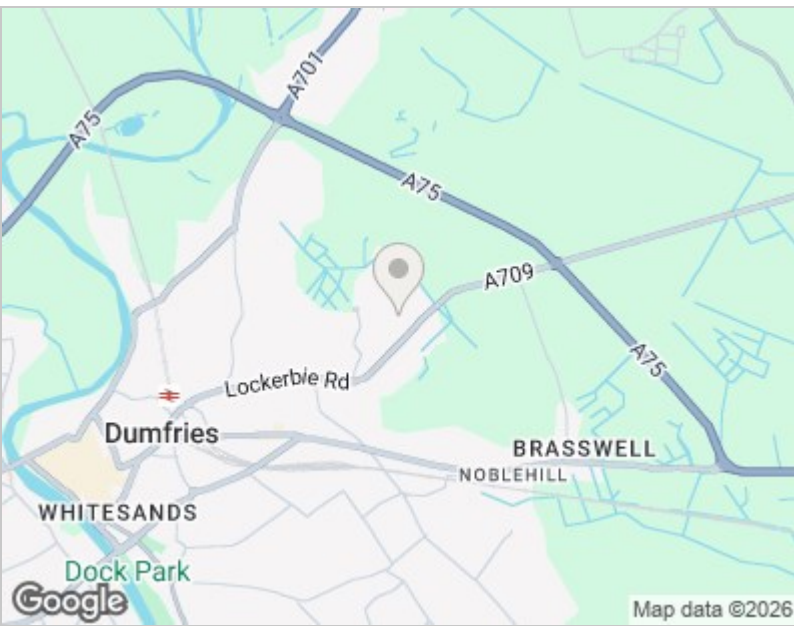 A701
A75
A75
A709
A75
Lockerbie Rd
Dumfries
BRASSWELL
NOBLEHILL
WHITESANDS
Dock Park
Google
Map data ©2026